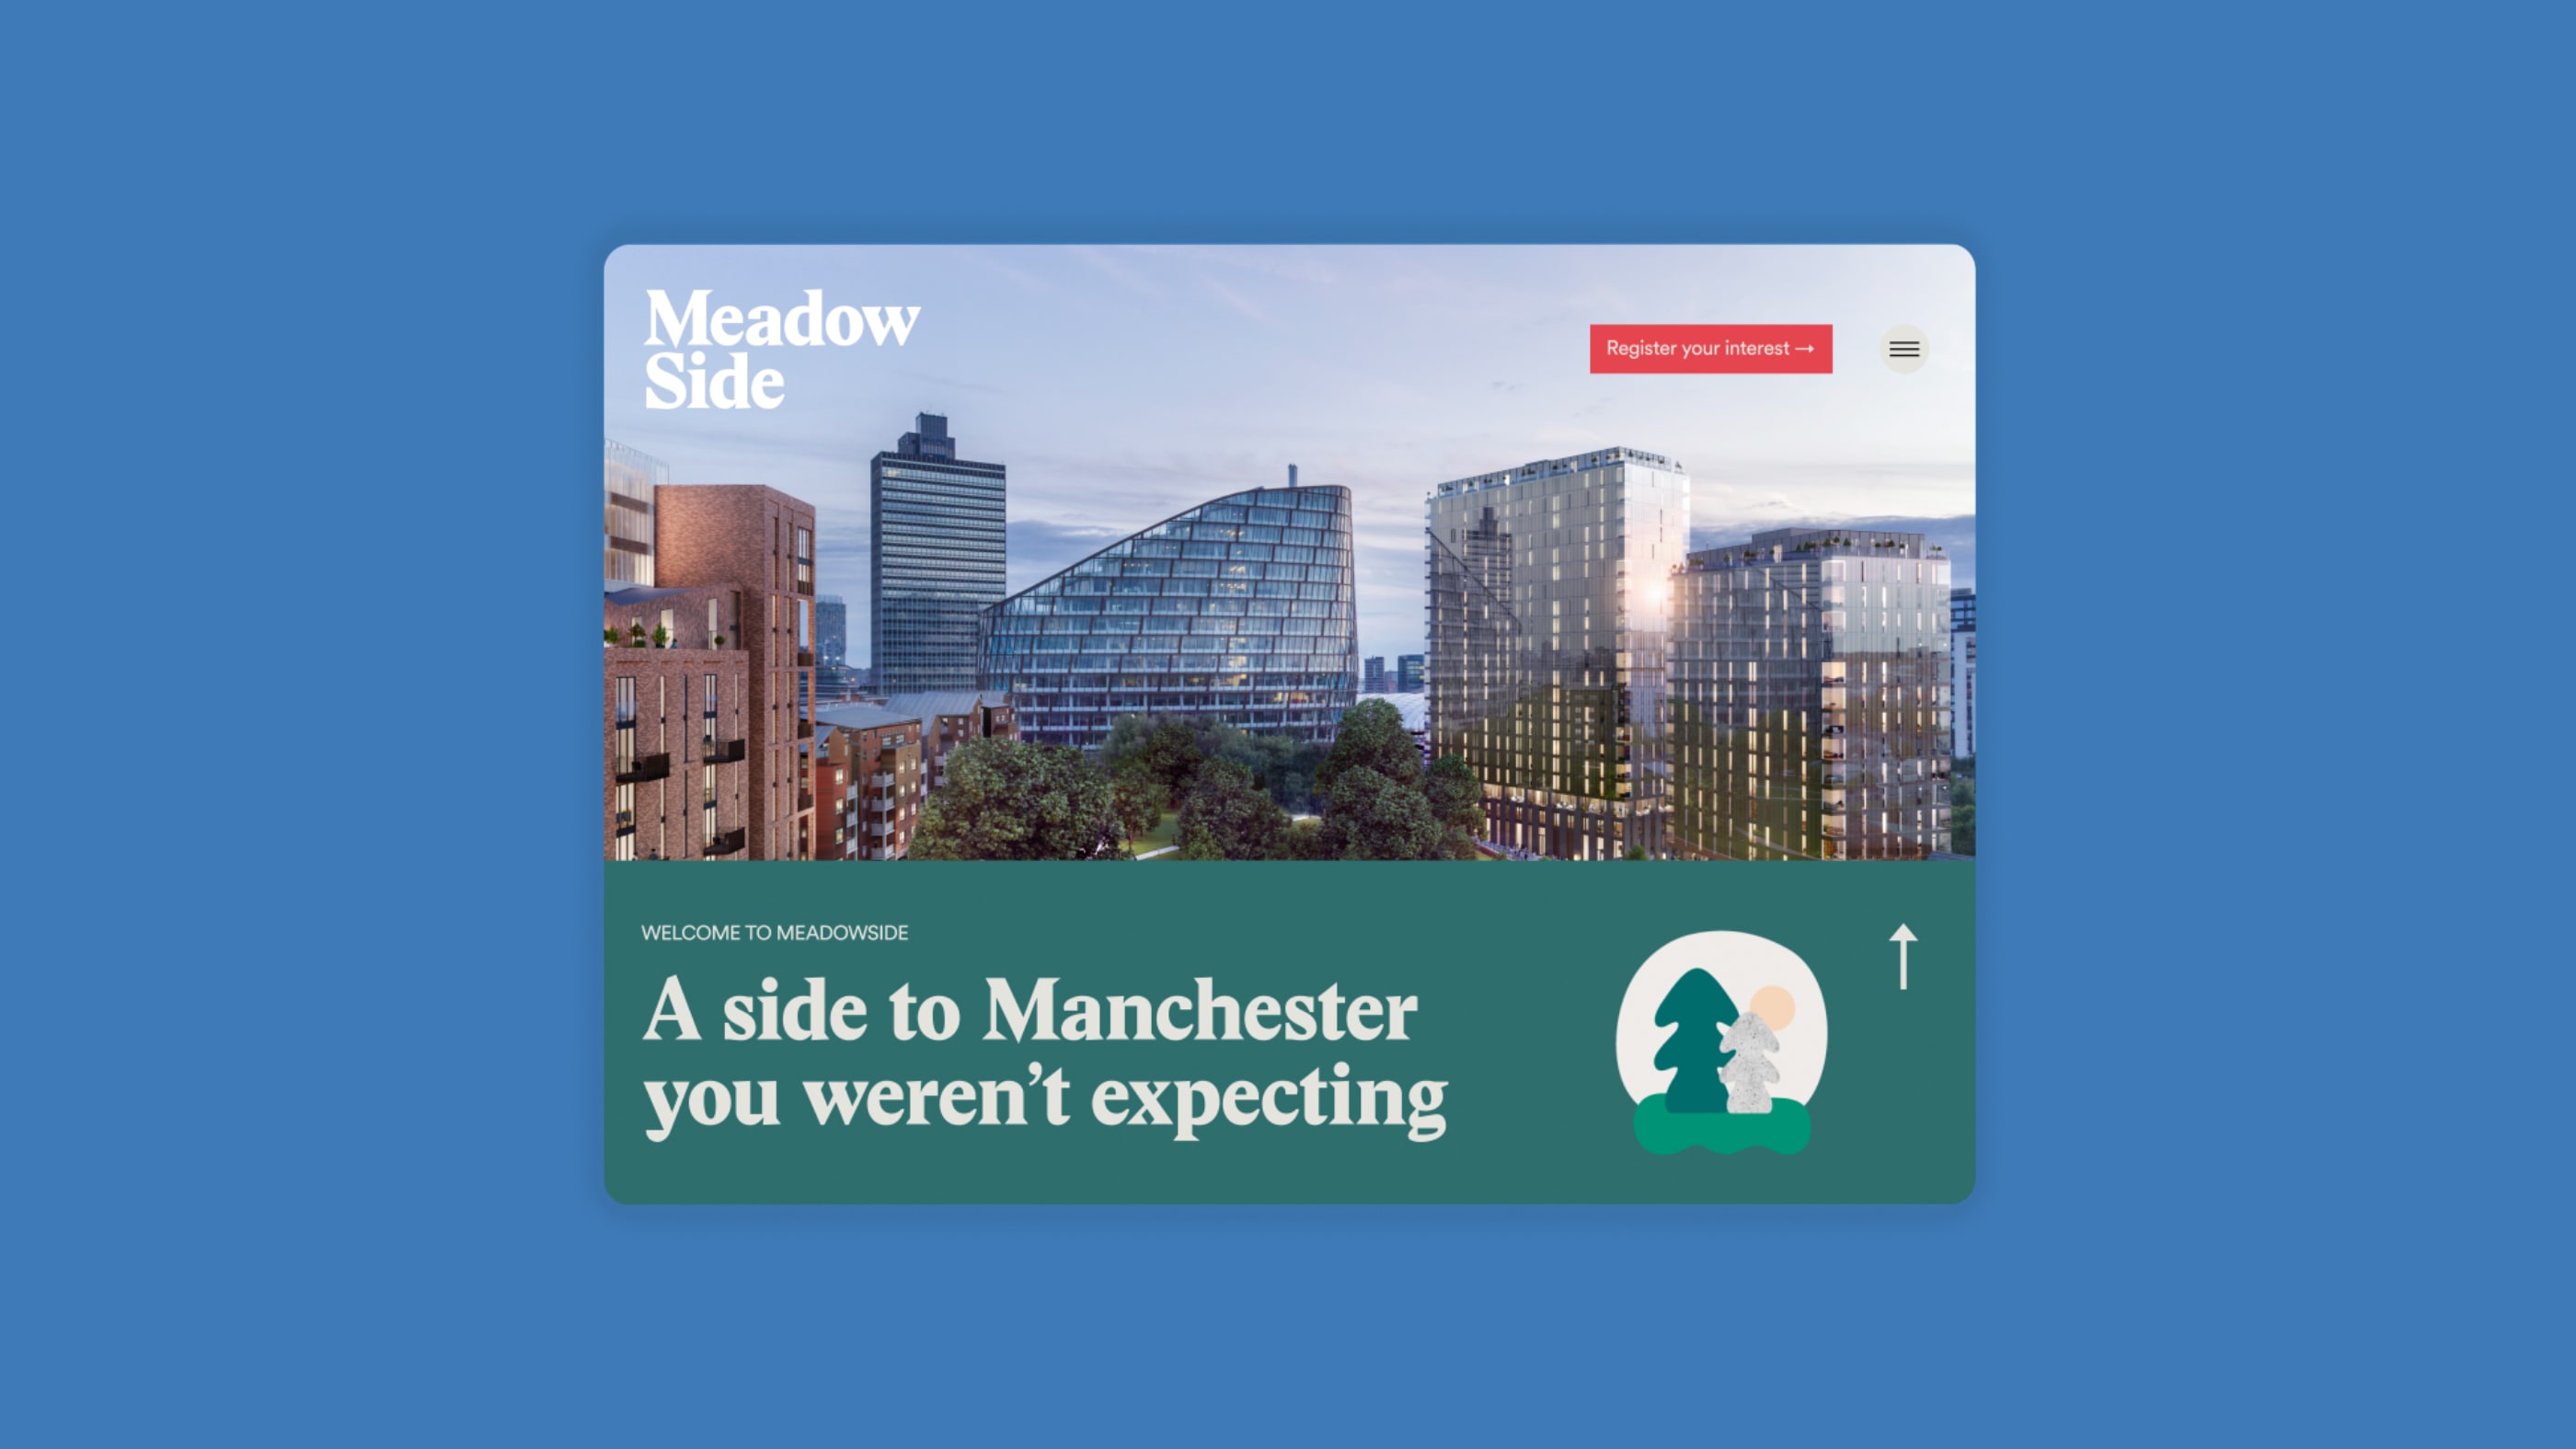 Meadow
Side
Register your interest →
WELCOME TO MEADOWSIDE
A side to Manchester
you weren’t expecting